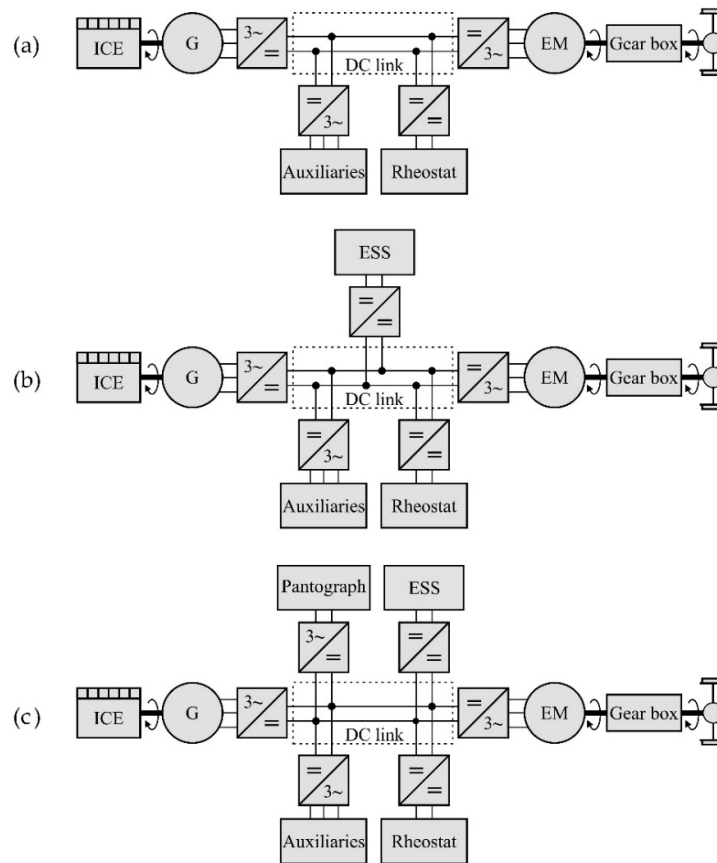 (a)
ICE
G
3~
=
DC link
=
3~
EM
Gear box
=
3~
=
=
Auxiliaries
Rheostat
ESS
=
=
(b)
ICE
G
3~
=
DC link
=
3~
EM
Gear box
=
3~
=
=
Auxiliaries
Rheostat
Pantograph
ESS
3~
=
=
=
(c)
ICE
G
3~
=
DC link
=
3~
EM
Gear box
=
3~
=
=
Auxiliaries
Rheostat